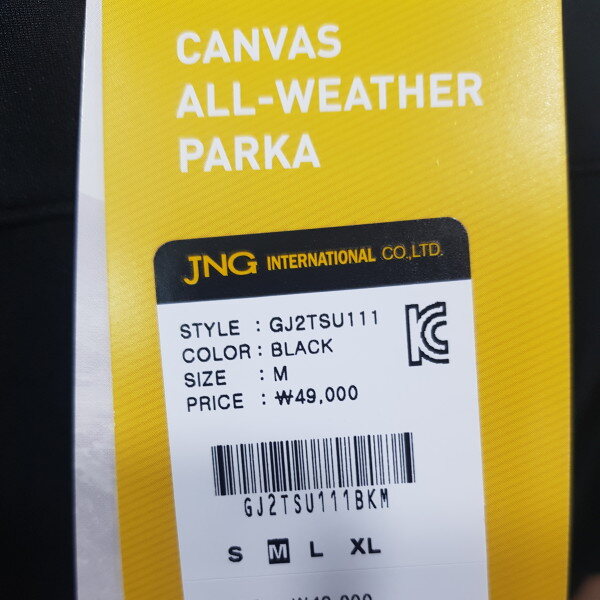 CANVAS
ALL-WEATHER
PARKA
JNG INTERNATIONAL CO.,LTD.
STYLE : GJ2TSU111
COLOR : BLACK
SIZE : M
PRICE : ₩49,000
GJ2TSU111BKM
S M L XL